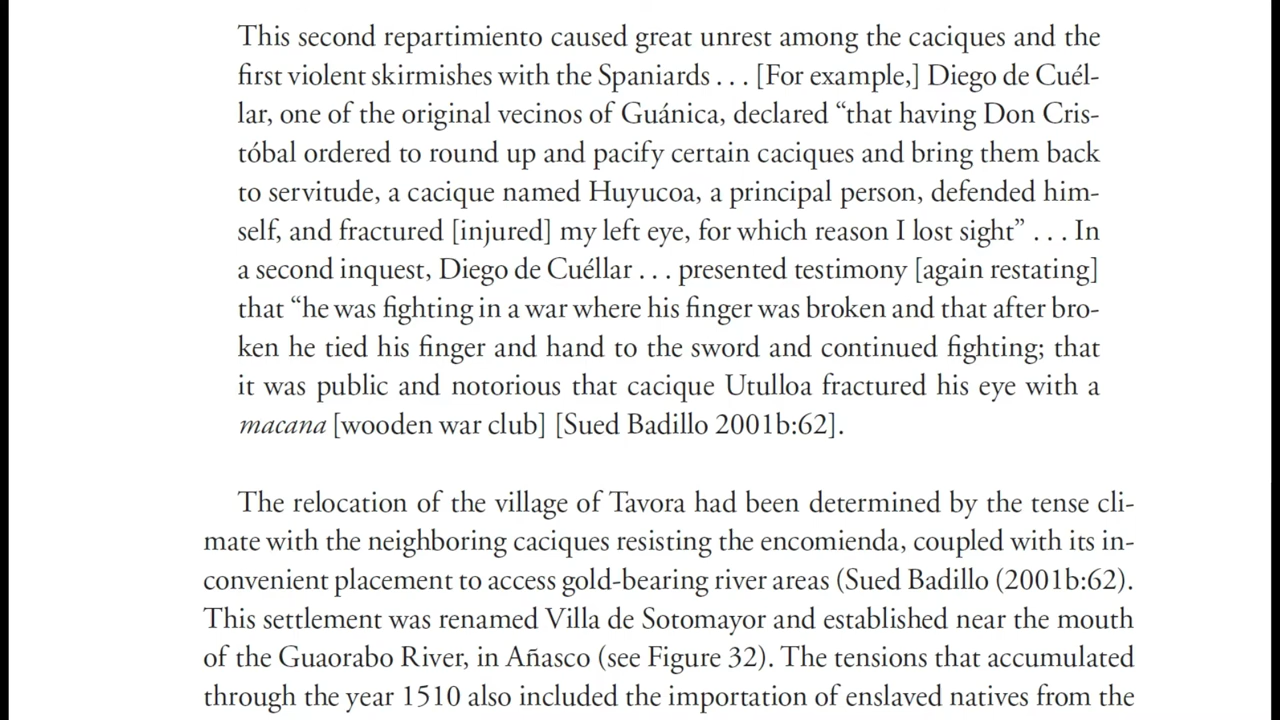 This second repartimiento caused great unrest among the caciques and the
first violent skirmishes with the Spaniards . . . [For example,] Diego de Cuél-
lar, one of the original vecinos of Guánica, declared “that having Don Cris-
tóbal ordered to round up and pacify certain caciques and bring them back
to servitude, a cacique named Huyucoa, a principal person, defended him-
self, and fractured [injured] my left eye, for which reason I lost sight” . . . In
a second inquest, Diego de Cuéllar . . . presented testimony [again restating]
that “he was fighting in a war where his finger was broken and that after bro-
ken he tied his finger and hand to the sword and continued fighting; that
it was public and notorious that cacique Utulloa fractured his eye with a
macana [wooden war club] [Sued Badillo 2001b:62].
The relocation of the village of Tavora had been determined by the tense cli-
mate with the neighboring caciques resisting the encomienda, coupled with its in-
convenient placement to access gold-bearing river areas (Sued Badillo (2001b:62).
This settlement was renamed Villa de Sotomayor and established near the mouth
of the Guaorabo River, in Añasco (see Figure 32). The tensions that accumulated
through the year 1510 also included the importation of enslaved natives from the